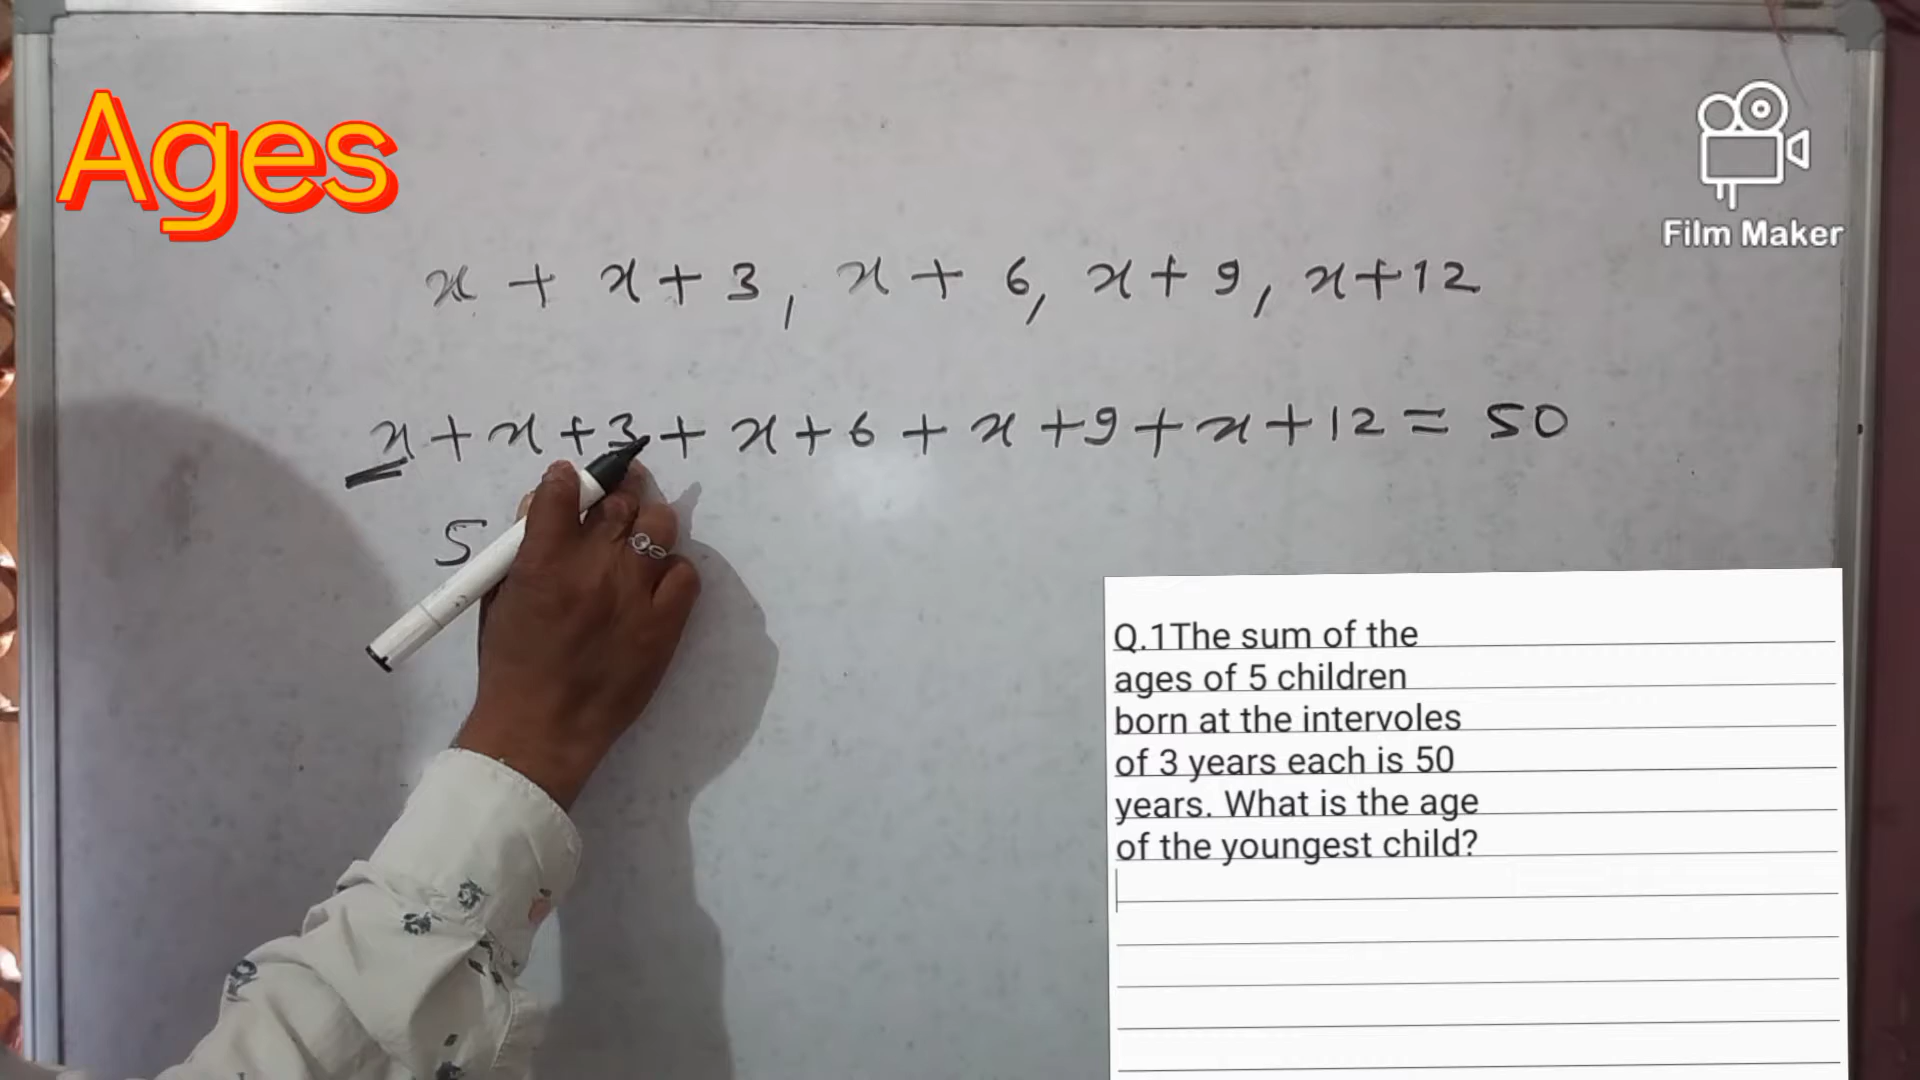 Ages
Film Maker
x + x + 3, x + 6, x + 9, x + 12
x + x + 3 + x + 6 + x + 9 + x + 12 = 50
5
Q.1The sum of the
ages of 5 children
born at the intervoles
of 3 years each is 50
years. What is the age
of the youngest child?